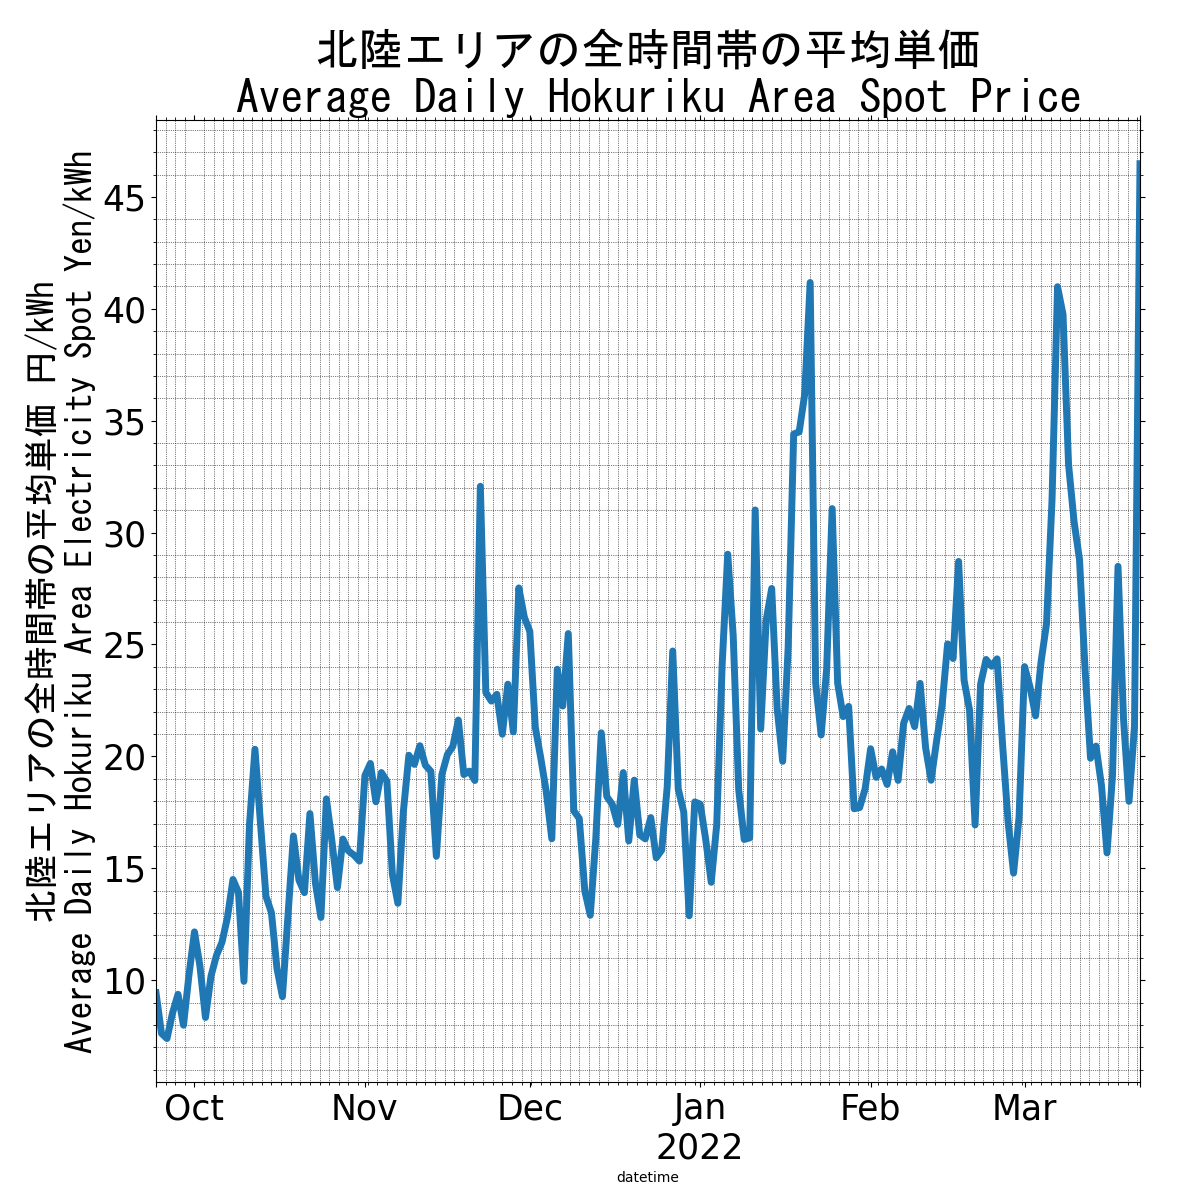 北陸エリアの全時間帯の平均単価
Average Daily Hokuriku Area Spot Price
北陸エリアの全時間帯の平均単価 円/kWh
Average Daily Hokuriku Area Electricity Spot Yen/kWh
45
40
35
30
25
20
15
10
Oct
Nov
Dec
Jan
Feb
Mar
2022
datetime